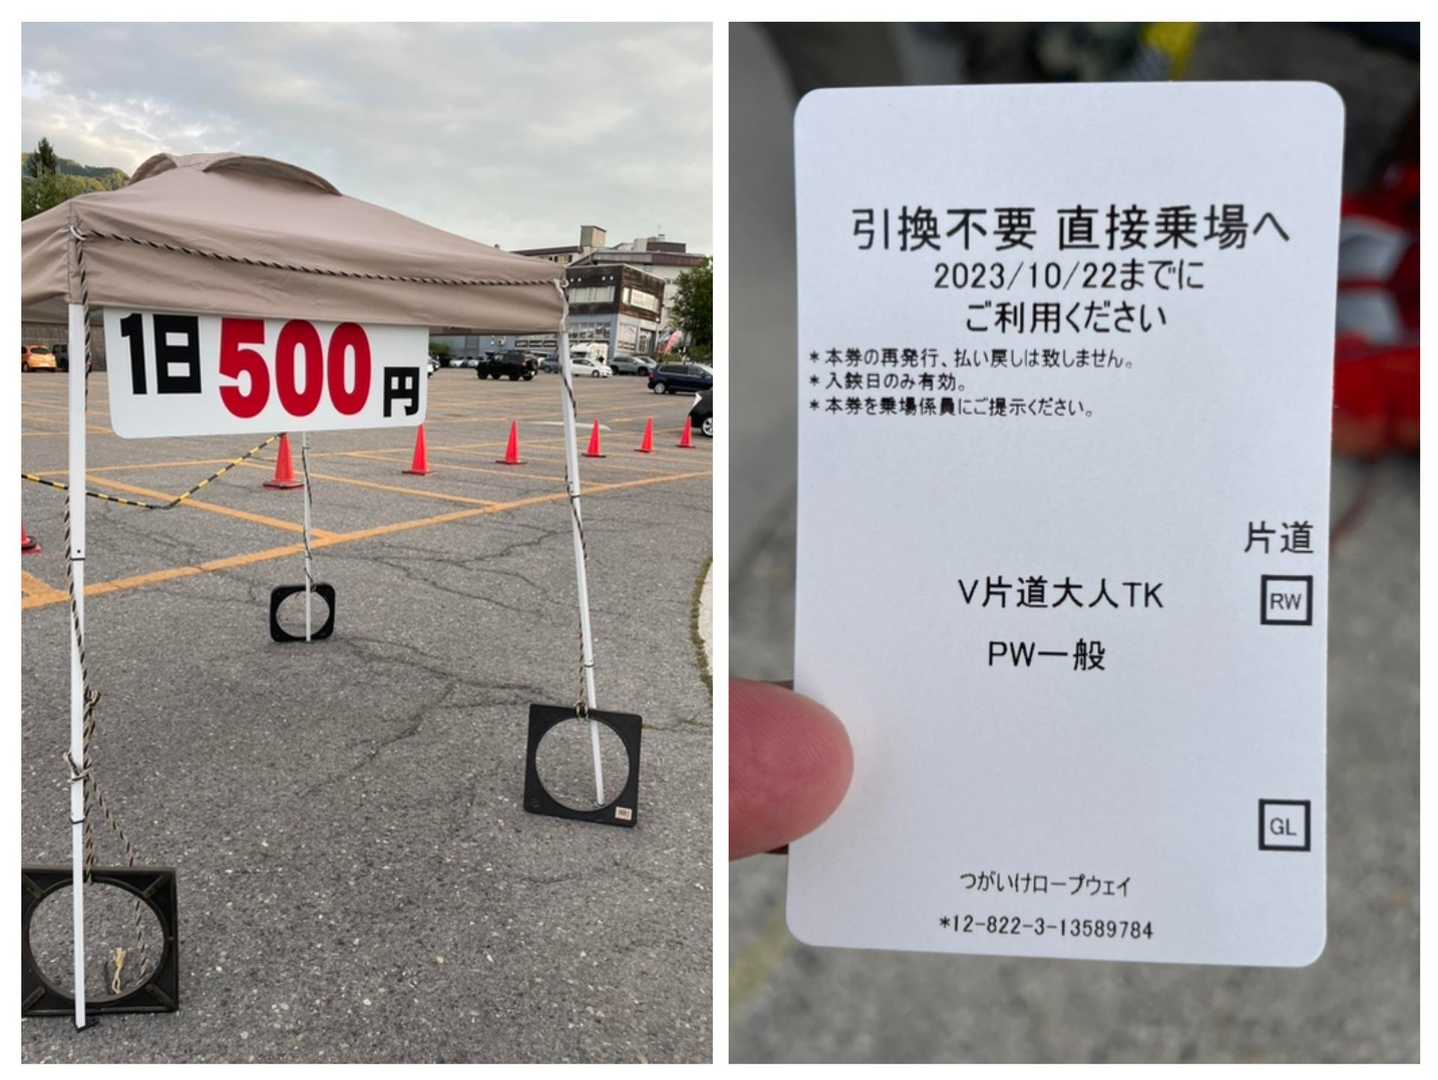 1日500円
引換不要 直接乗場へ
2023/10/22までに
ご利用ください
*本券の再発行、払い戻しは致しません。
*入鋏日のみ有効。
*本券を乗場係員にご提示ください。
片道
V片道大人TK
RW
PW一般
GL
つがいけロープウェイ
*12-822-3-13589784